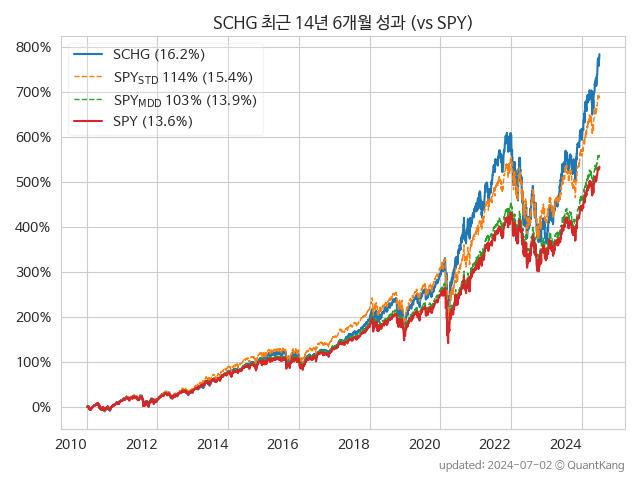 SCHG 최근 14년 6개월 성과 (vs SPY)
800%
700%
600%
500%
400%
300%
200%
100%
0%
SCHG (16.2%)
SPY_STD 114% (15.4%)
SPY_MDD 103% (13.9%)
SPY (13.6%)
2010 2012 2014 2016 2018 2020 2022 2024
updated: 2024-07-02 © QuantKang